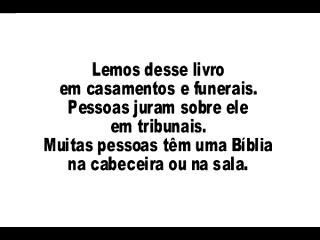 Lemos desse livro
em casamentos e funerais.
Pessoas juram sobre ele
em tribunais.
Muitas pessoas têm uma Bíblia
na cabeceira ou na sala.